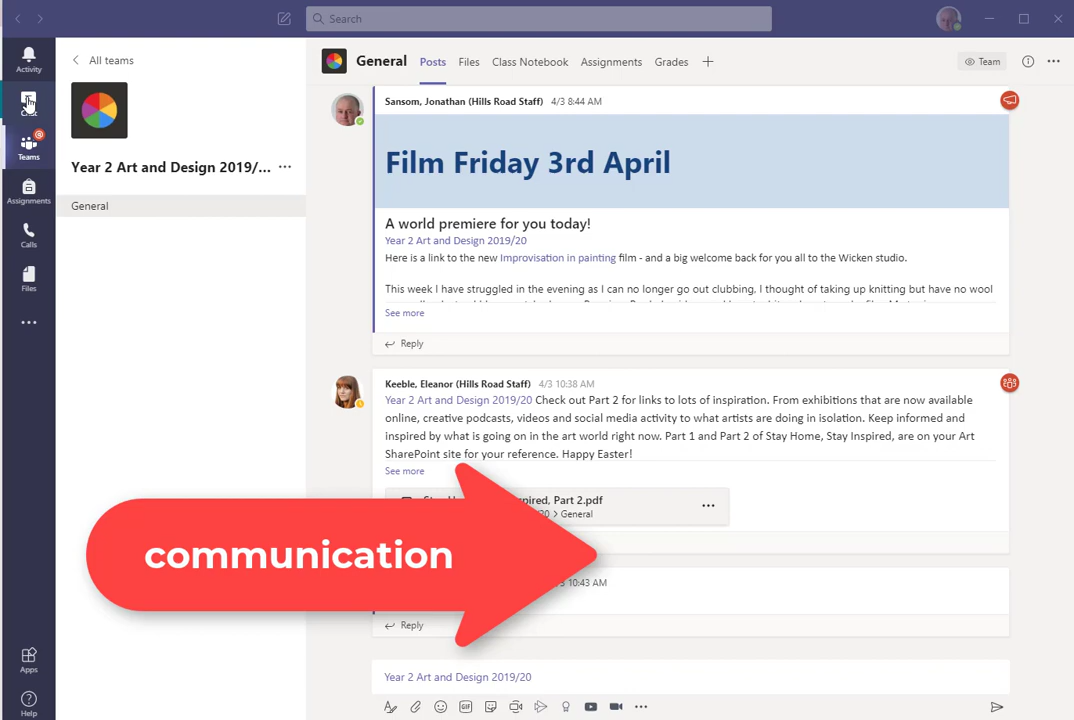 Search
Activity
Chat
Teams
Assignments
Calls
Files
Apps
Help
All teams
Year 2 Art and Design 2019/...
General
General
Posts
Files
Class Notebook
Assignments
Grades
Team
Sansom, Jonathan (Hills Road Staff) 4/3 8:44 AM
Film Friday 3rd April
A world premiere for you today!
Year 2 Art and Design 2019/20
Here is a link to the new Improvisation in painting film - and a big welcome back for you all to the Wicken studio.
This week I have struggled in the evening as I can no longer go out clubbing. I thought of taking up knitting but have no wool
See more
Reply
Keeble, Eleanor (Hills Road Staff) 4/3 10:38 AM
Year 2 Art and Design 2019/20 Check out Part 2 for links to lots of inspiration. From exhibitions that are now available
online, creative podcasts, videos and social media activity to what artists are doing in isolation. Keep informed and
inspired by what is going on in the art world right now. Part 1 and Part 2 of Stay Home, Stay Inspired, are on your Art
SharePoint site for your reference. Happy Easter!
See more
Inspired, Part 2.pdf
> General
communication
10:43 AM
Reply
Year 2 Art and Design 2019/20
GIF